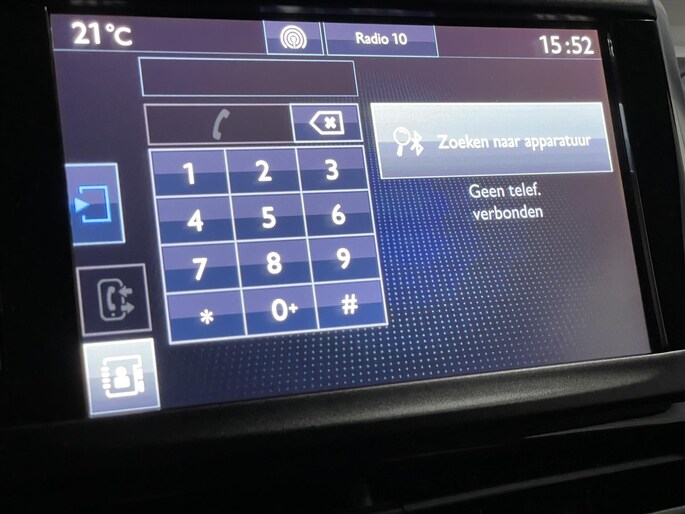 21°C
Radio 10
15:52
Zoeken naar apparatuur
Geen telef.
verbonden
1 2 3
4 5 6
7 8 9
* 0+ #